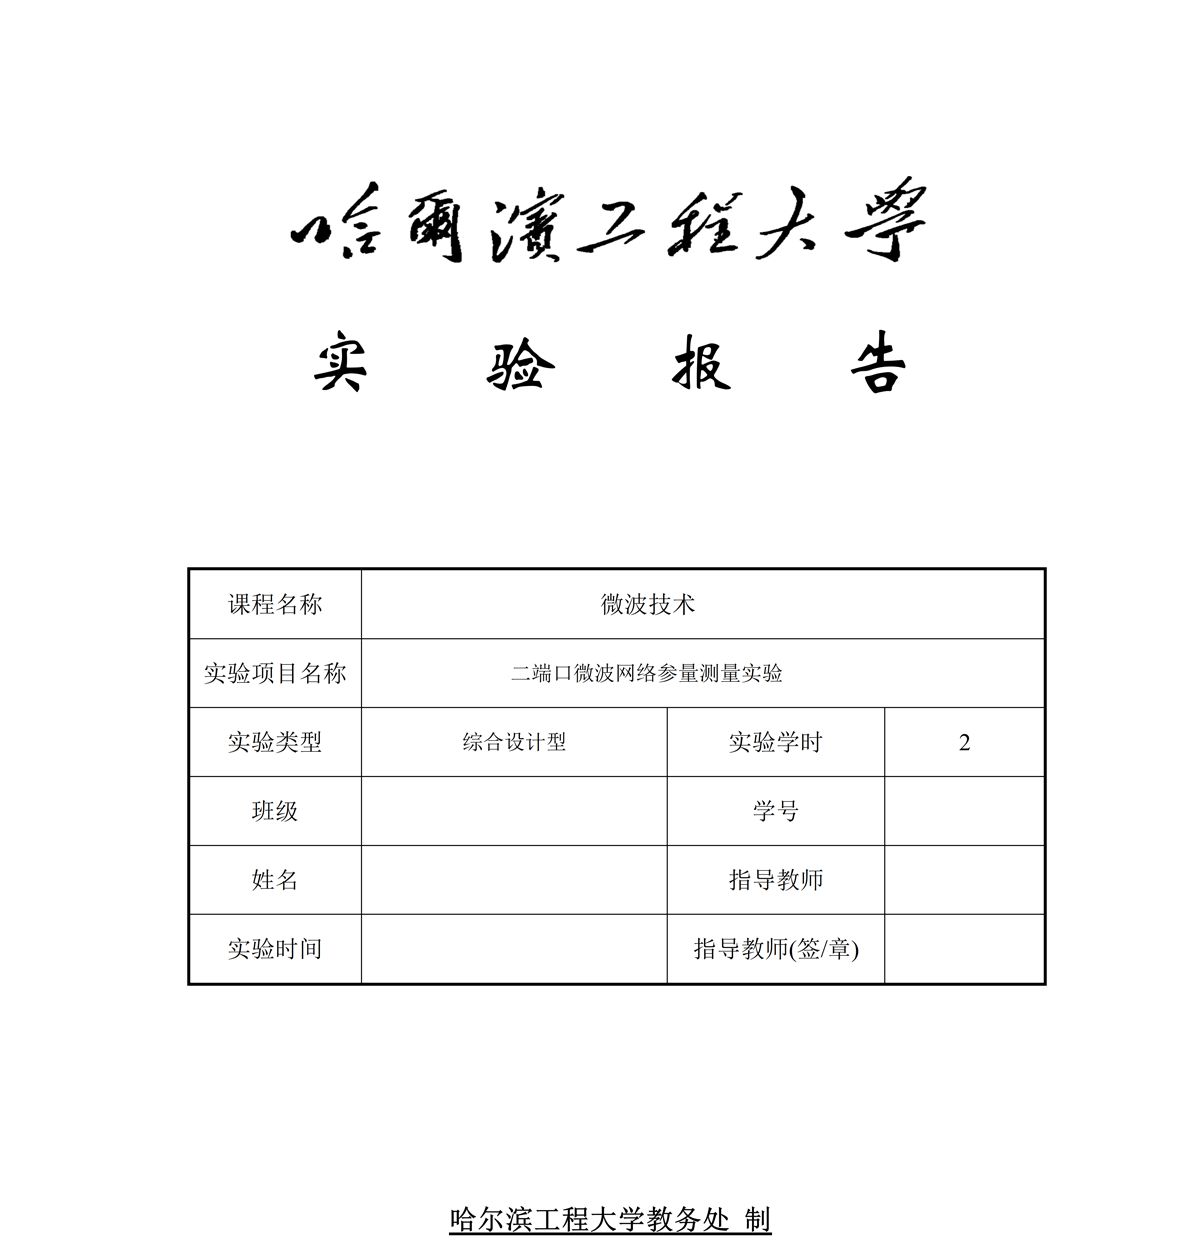 哈爾濱工程大學
实验报告
课程名称 微波技术
实验项目名称 二端口微波网络参量测量实验
实验类型 综合设计型 实验学时 2
班级 学号
姓名 指导教师
实验时间 指导教师(签/章)
哈尔滨工程大学教务处 制